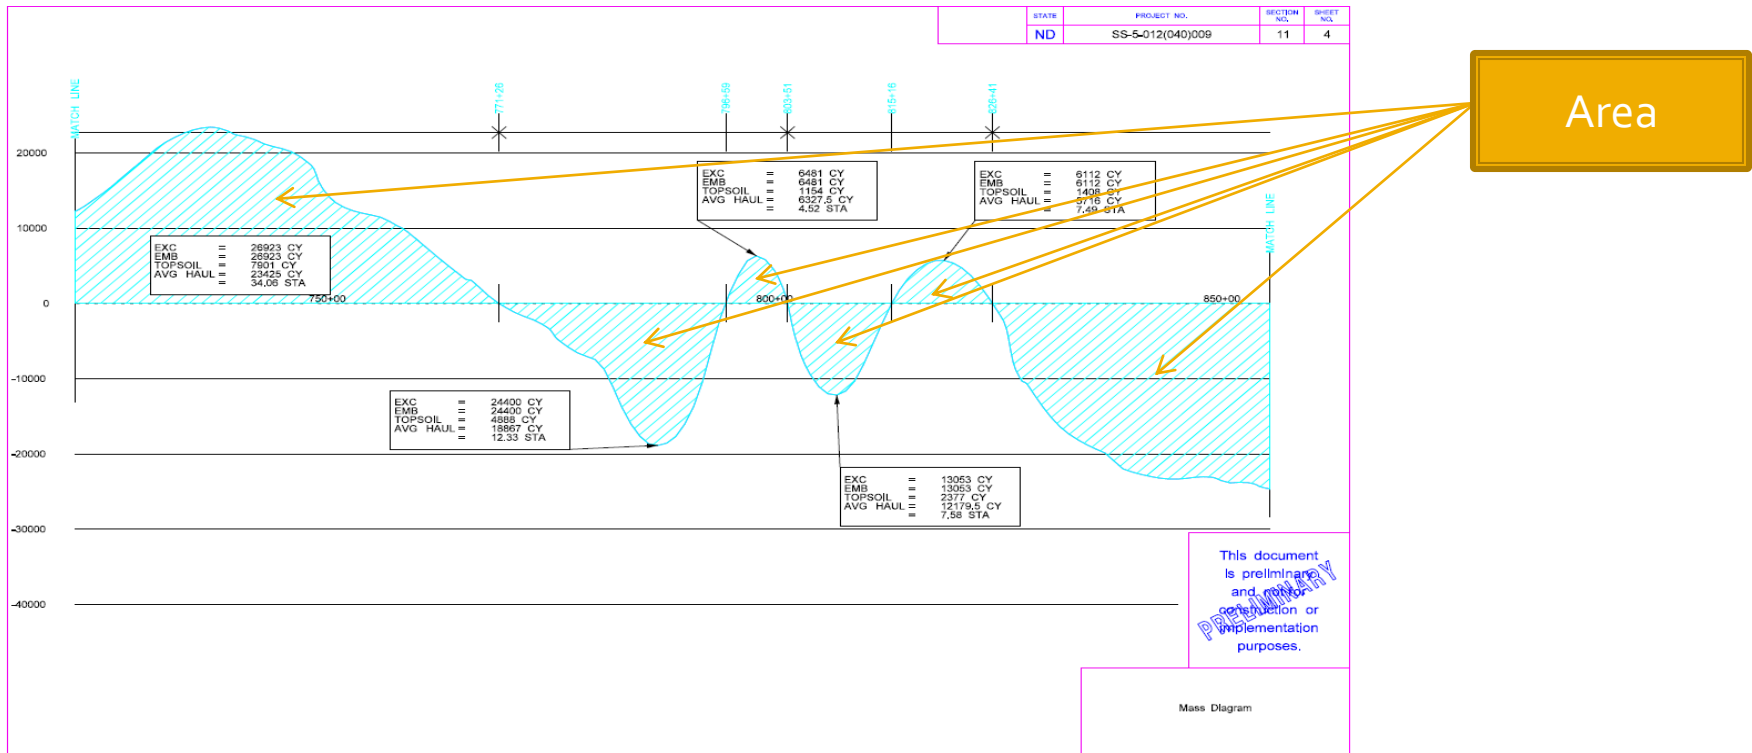 STATE
PROJECT NO.
SECTION NO.
SHEET NO.
ND
SS-5-012(040)009
11
4
Area
MATCH LINE
771+26
796+59
803+51
815+16
826+41
MATCH LINE
20000
10000
0
-10000
-20000
-30000
-40000
750+00
800+00
850+00
EXC = 26923 CY
EMB = 26923 CY
TOPSOIL = 7901 CY
AVG HAUL = 23425 CY
= 34.06 STA
EXC = 6481 CY
EMB = 6481 CY
TOPSOIL = 1154 CY
AVG HAUL = 6327.5 CY
= 4.52 STA
EXC = 6112 CY
EMB = 6112 CY
TOPSOIL = 1408 CY
AVG HAUL = 5716 CY
= 7.49 STA
EXC = 24400 CY
EMB = 24400 CY
TOPSOIL = 4888 CY
AVG HAUL = 18867 CY
= 12.33 STA
EXC = 13053 CY
EMB = 13053 CY
TOPSOIL = 2377 CY
AVG HAUL = 12179.5 CY
= 7.58 STA
This document
is preliminary
and not for
construction or
implementation
purposes.
PRELIMINARY
Mass Diagram